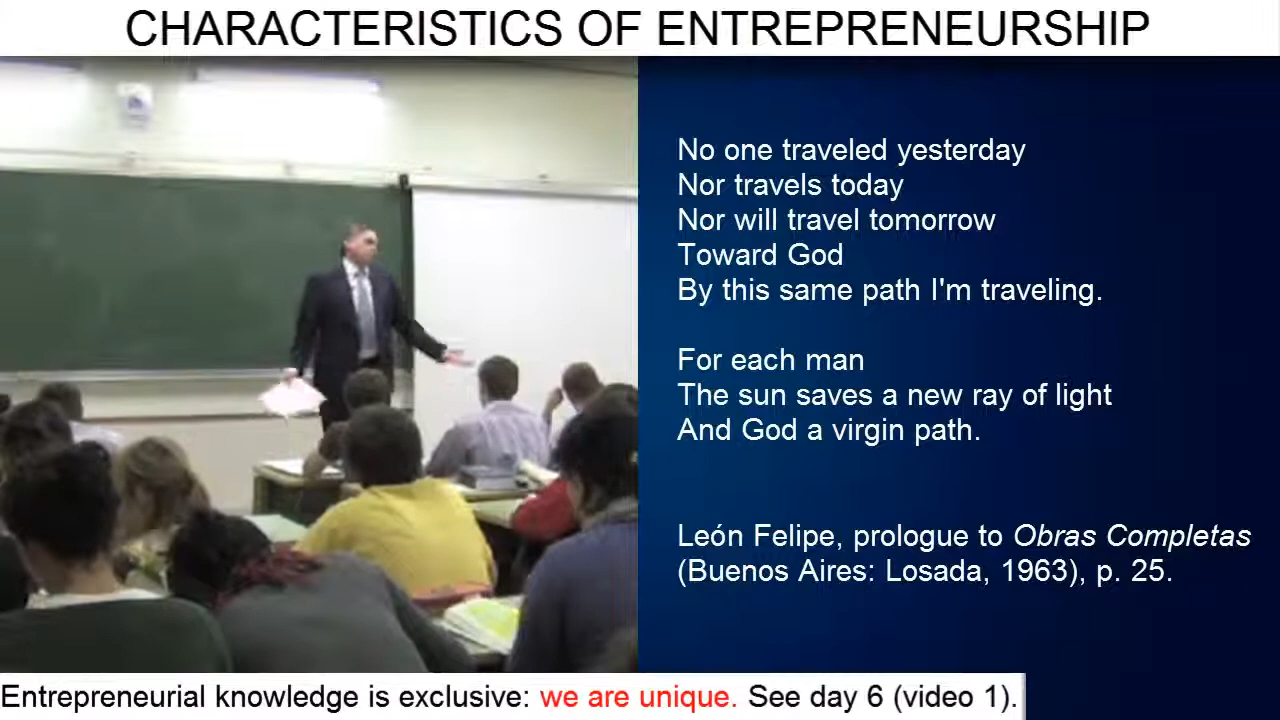 CHARACTERISTICS OF ENTREPRENEURSHIP
No one traveled yesterday
Nor travels today
Nor will travel tomorrow
Toward God
By this same path I'm traveling.
For each man
The sun saves a new ray of light
And God a virgin path.
León Felipe, prologue to Obras Completas
(Buenos Aires: Losada, 1963), p. 25.
Entrepreneurial knowledge is exclusive: we are unique. See day 6 (video 1).